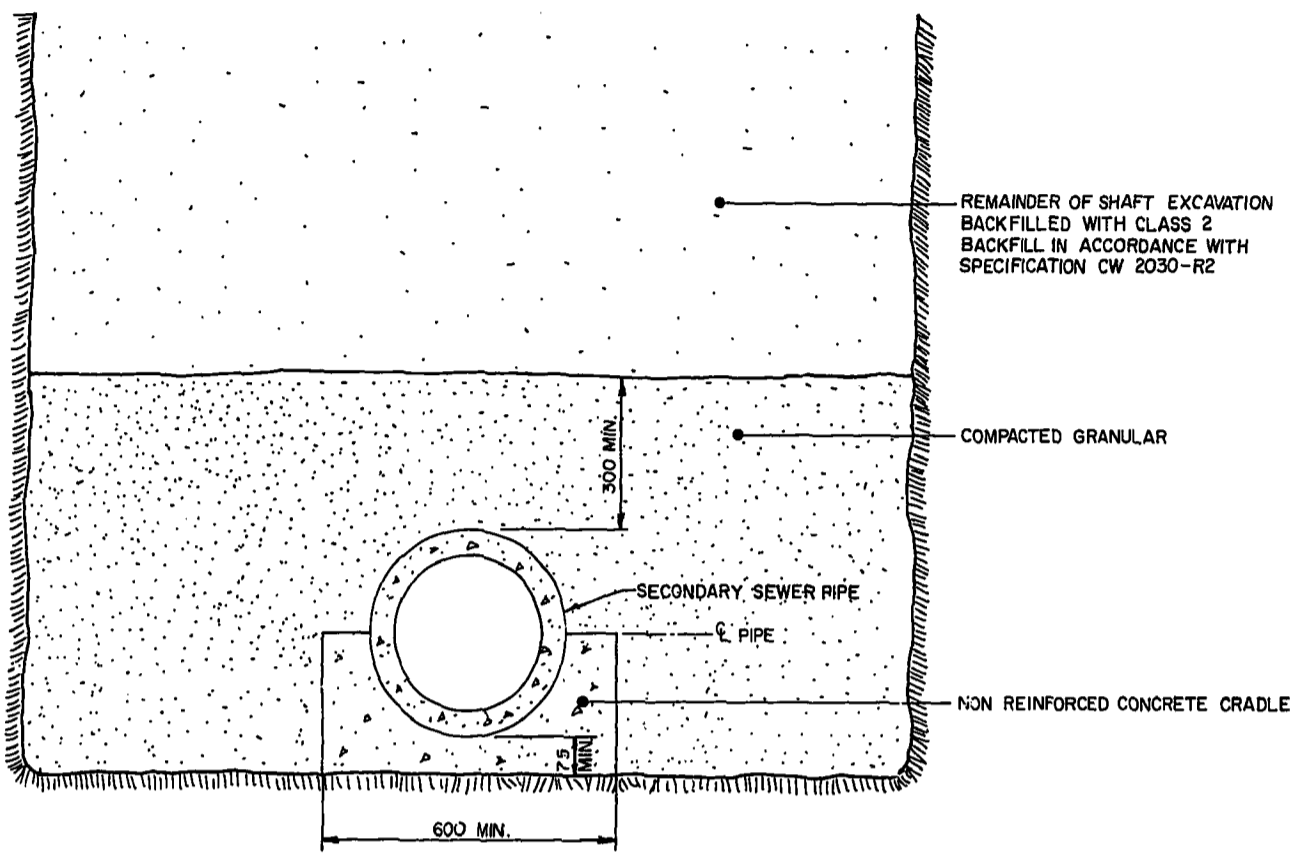 REMAINDER OF SHAFT EXCAVATION
BACKFILLED WITH CLASS 2
BACKFILL IN ACCORDANCE WITH
SPECIFICATION CW 2030-R2
300 MIN.
COMPACTED GRANULAR
SECONDARY SEWER PIPE
℄ PIPE
NON REINFORCED CONCRETE CRADLE
75
MIN.
600 MIN.